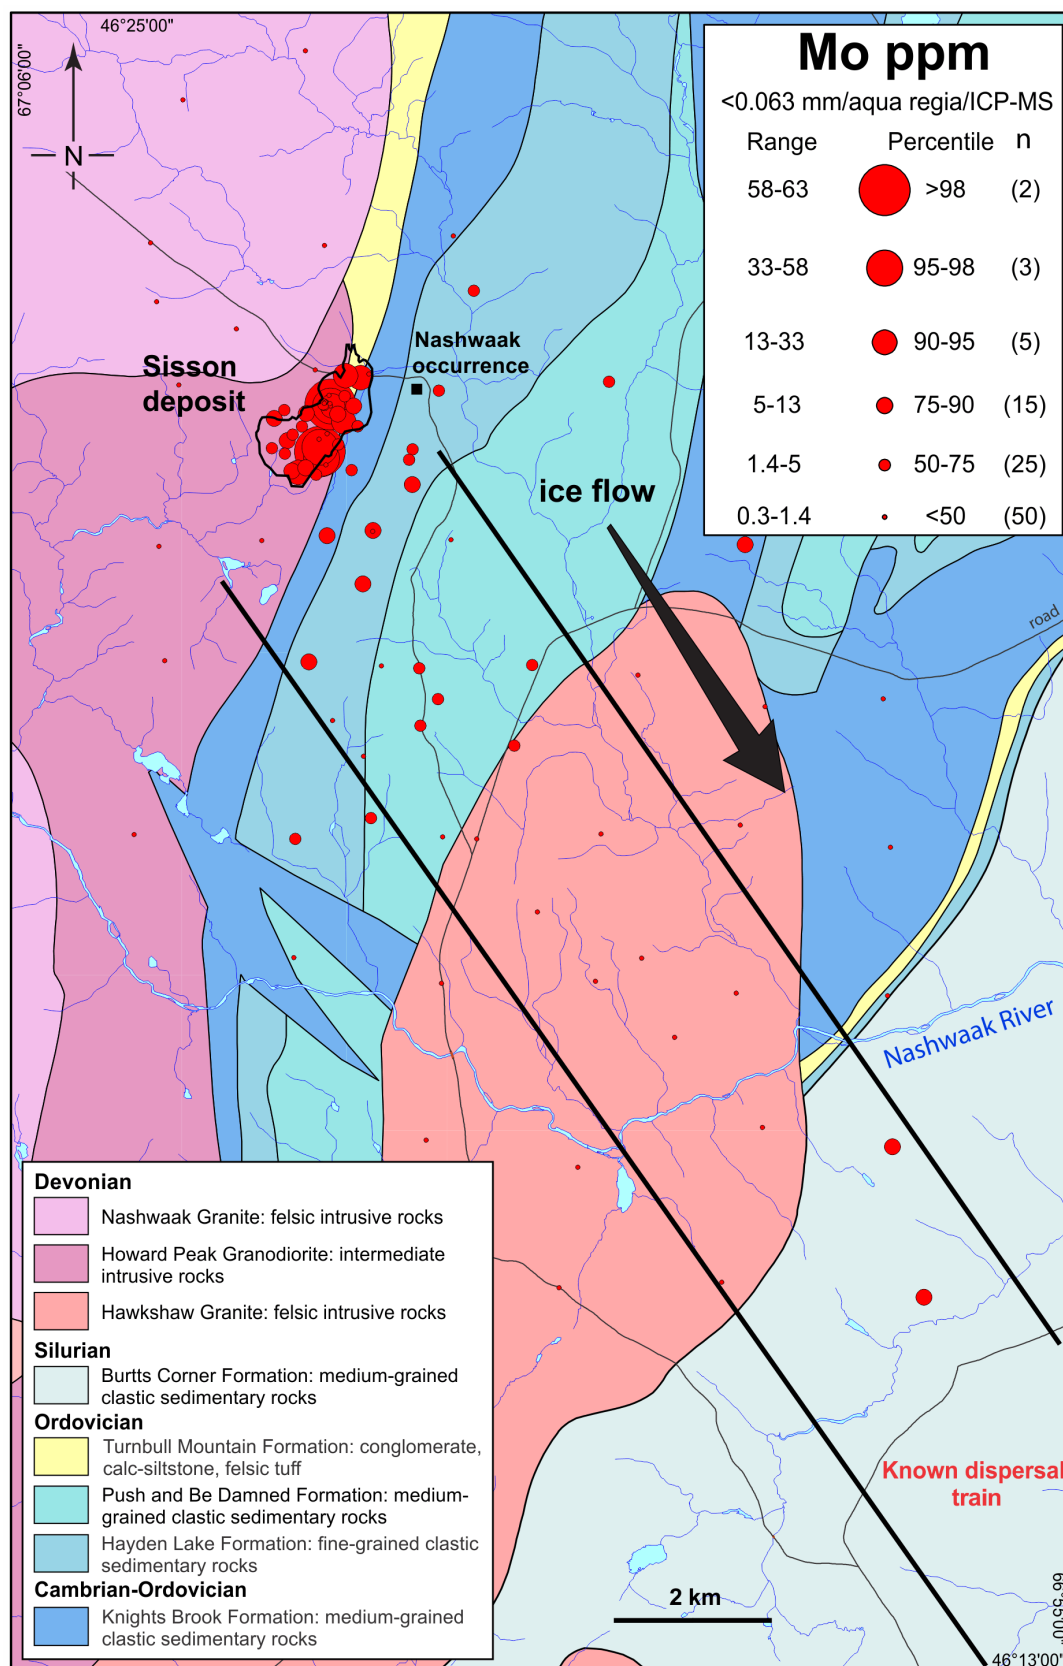 46°25'00"
67°06'00"
N
Mo ppm
<0.063 mm/aqua regia/ICP-MS
Range Percentile n
58-63 >98 (2)
33-58 95-98 (3)
13-33 90-95 (5)
5-13 75-90 (15)
1.4-5 50-75 (25)
0.3-1.4 <50 (50)
Nashwaak
occurrence
Sisson
deposit
ice flow
road
Nashwaak River
Devonian
Nashwaak Granite: felsic intrusive rocks
Howard Peak Granodiorite: intermediate
intrusive rocks
Hawkshaw Granite: felsic intrusive rocks
Silurian
Burtts Corner Formation: medium-grained
clastic sedimentary rocks
Ordovician
Turnbull Mountain Formation: conglomerate,
calc-siltstone, felsic tuff
Push and Be Damned Formation: medium-
grained clastic sedimentary rocks
Hayden Lake Formation: fine-grained clastic
sedimentary rocks
Cambrian-Ordovician
Knights Brook Formation: medium-grained
clastic sedimentary rocks
Known dispersal
train
2 km
46°13'00"